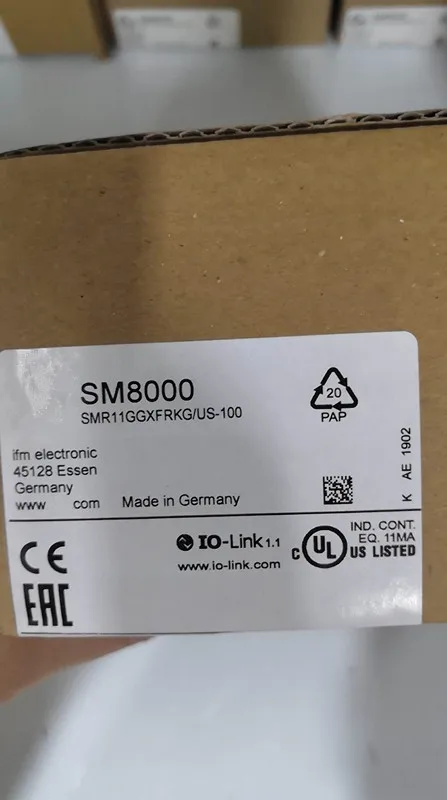 SM8000
SMR11GGXFRKG/US-100
20
PAP
ifm electronic
45128 Essen
Germany
www com
Made in Germany
K AE 1902
CE
EAC
IO-Link 1.1
www.io-link.com
C UL US LISTED
IND. CONT.
EQ. 11MA